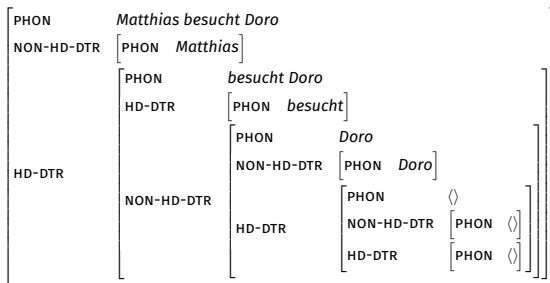 PHON Matthias besucht Doro
NON-HD-DTR [PHON Matthias]
PHON besucht Doro
HD-DTR [PHON besucht]
PHON Doro
NON-HD-DTR [PHON Doro]
HD-DTR
PHON ⟨⟩
NON-HD-DTR
NON-HD-DTR [PHON ⟨⟩]
HD-DTR
HD-DTR [PHON ⟨⟩]